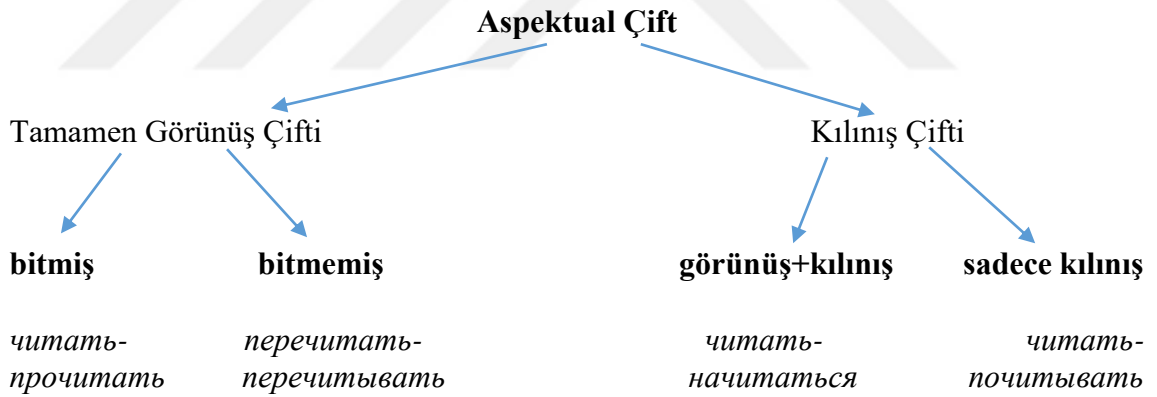 Aspektual Çift
Tamamen Görünüş Çifti Kılınış Çifti
bitmiş bitmemiş görünüş+kılınış sadece kılınış
читать- перечитать- читать- читать-
прочитать перечитывать начитаться почитывать